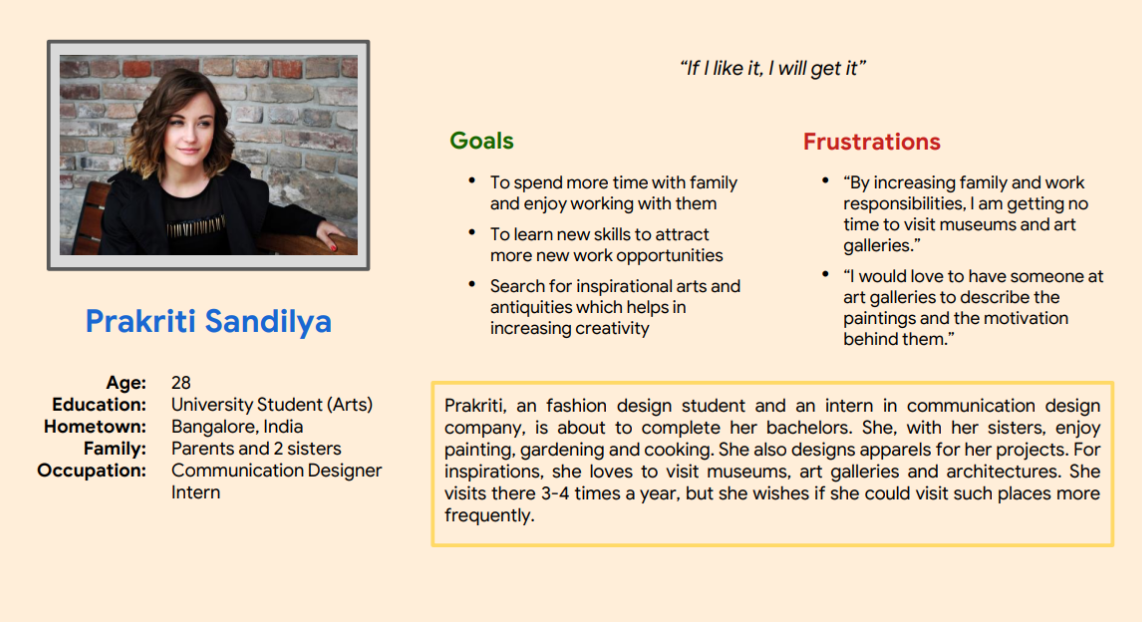 “If I like it, I will get it”
Prakriti Sandilya
Age: 28
Education: University Student (Arts)
Hometown: Bangalore, India
Family: Parents and 2 sisters
Occupation: Communication Designer
Intern
Goals
• To spend more time with family
and enjoy working with them
• To learn new skills to attract
more new work opportunities
• Search for inspirational arts and
antiquities which helps in
increasing creativity
Frustrations
• “By increasing family and work
responsibilities, I am getting no
time to visit museums and art
galleries.”
• “I would love to have someone at
art galleries to describe the
paintings and the motivation
behind them.”
Prakriti, an fashion design student and an intern in communication design
company, is about to complete her bachelors. She, with her sisters, enjoy
painting, gardening and cooking. She also designs apparels for her projects. For
inspirations, she loves to visit museums, art galleries and architectures. She
visits there 3-4 times a year, but she wishes if she could visit such places more
frequently.